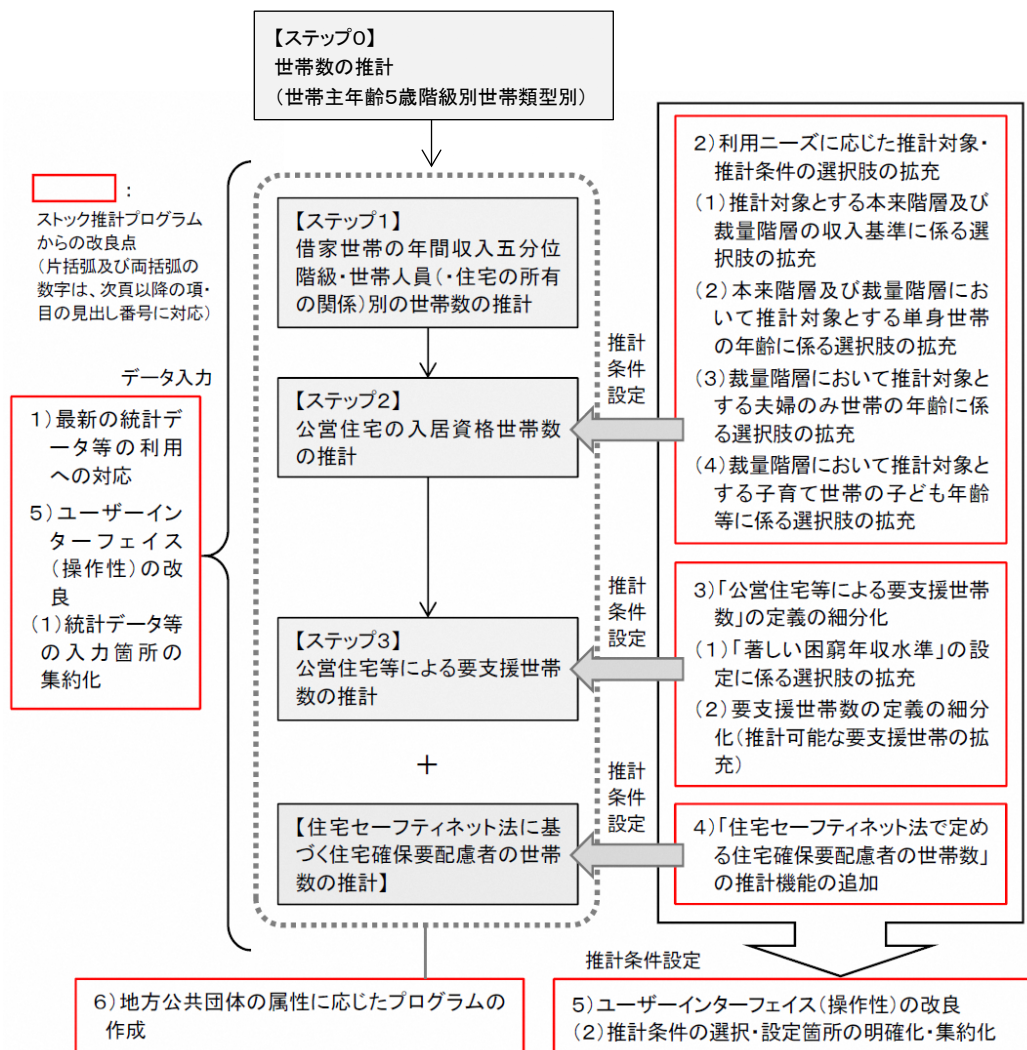 【ステップ０】
世帯数の推計
（世帯主年齢５歳階級別世帯類型別）
：
ストック推計プログラム
からの改良点
（片括弧及び両括弧の
数字は、次頁以降の項・
目の見出し番号に対応）
データ入力
１）最新の統計デ
ータ等の利用
への対応
５）ユーザーイン
ターフェイス
（操作性）の改
良
（１）統計データ等
の入力箇所の
集約化
【ステップ１】
借家世帯の年間収入五分位
階級・世帯人員（・住宅の所有
の関係）別の世帯数の推計
【ステップ２】
公営住宅の入居資格世帯数
の推計
【ステップ３】
公営住宅等による要支援世帯
数の推計
＋
【住宅セーフティネット法に基
づく住宅確保要配慮者の世帯
数の推計】
推計
条件
設定
推計
条件
設定
推計
条件
設定
２）利用ニーズに応じた推計対象・
推計条件の選択肢の拡充
（１）推計対象とする本来階層及び
裁量階層の収入基準に係る選
択肢の拡充
（２）本来階層及び裁量階層にお
いて推計対象とする単身世帯
の年齢に係る選択肢の拡充
（３）裁量階層において推計対象と
する夫婦のみ世帯の年齢に係
る選択肢の拡充
（４）裁量階層において推計対象と
する子育て世帯の子ども年齢
等に係る選択肢の拡充
３）「公営住宅等による要支援世帯
数」の定義の細分化
（１）「著しい困窮年収水準」の設
定に係る選択肢の拡充
（２）要支援世帯数の定義の細分
化（推計可能な要支援世帯の拡
充）
４）「住宅セーフティネット法で定め
る住宅確保要配慮者の世帯数」
の推計機能の追加
推計条件設定
６）地方公共団体の属性に応じたプログラムの
作成
５）ユーザーインターフェイス（操作性）の改良
（２）推計条件の選択・設定箇所の明確化・集約化